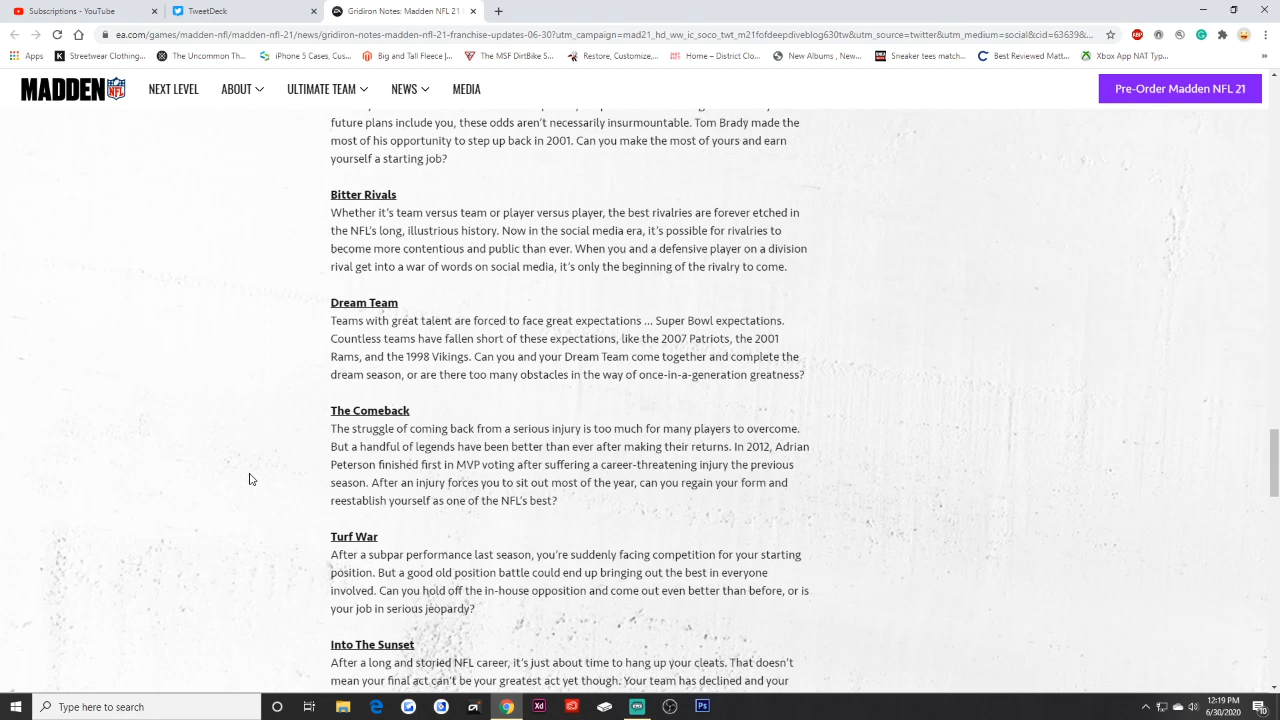 Subscriptions - YouTube
TweetDeck
Gridiron Notes: Madden NFL 21 |
ea.com/games/madden-nfl/madden-nfl-21/news/gridiron-notes-madden-nfl-21-franchise-updates-06-30?utm_campaign=mad21_hd_ww_ic_soco_twt_m21fofdeepdiveblog630tw&utm_source=twitter&utm_medium=social&cid=63639&...
Apps
Streetwear Clothing...
The Uncommon Th...
iPhone 5 Cases, Cus...
Big and Tall Fleece |...
The MSF DirtBike S...
Restore, Customize,...
Home – District Clo...
N.D. Avenue — New...
Sneaker tees match...
Best Reviewed Matt...
Xbox App NAT Typ...
MADDEN NFL
NEXT LEVEL
ABOUT
ULTIMATE TEAM
NEWS
MEDIA
Pre-Order Madden NFL 21
future plans include you, these odds aren't necessarily insurmountable. Tom Brady made the
most of his opportunity to step up back in 2001. Can you make the most of yours and earn
yourself a starting job?
Bitter Rivals
Whether it's team versus team or player versus player, the best rivalries are forever etched in
the NFL's long, illustrious history. Now in the social media era, it's possible for rivalries to
become more contentious and public than ever. When you and a defensive player on a division
rival get into a war of words on social media, it's only the beginning of the rivalry to come.
Dream Team
Teams with great talent are forced to face great expectations ... Super Bowl expectations.
Countless teams have fallen short of these expectations, like the 2007 Patriots, the 2001
Rams, and the 1998 Vikings. Can you and your Dream Team come together and complete the
dream season, or are there too many obstacles in the way of once-in-a-generation greatness?
The Comeback
The struggle of coming back from a serious injury is too much for many players to overcome.
But a handful of legends have been better than ever after making their returns. In 2012, Adrian
Peterson finished first in MVP voting after suffering a career-threatening injury the previous
season. After an injury forces you to sit out most of the year, can you regain your form and
reestablish yourself as one of the NFL's best?
Turf War
After a subpar performance last season, you're suddenly facing competition for your starting
position. But a good old position battle could end up bringing out the best in everyone
involved. Can you hold off the in-house opposition and come out even better than before, or is
your job in serious jeopardy?
Into The Sunset
After a long and storied NFL career, it's just about time to hang up your cleats. That doesn't
mean your final act can't be your greatest act yet though. Your team has declined and your
Type here to search
12:19 PM
6/30/2020